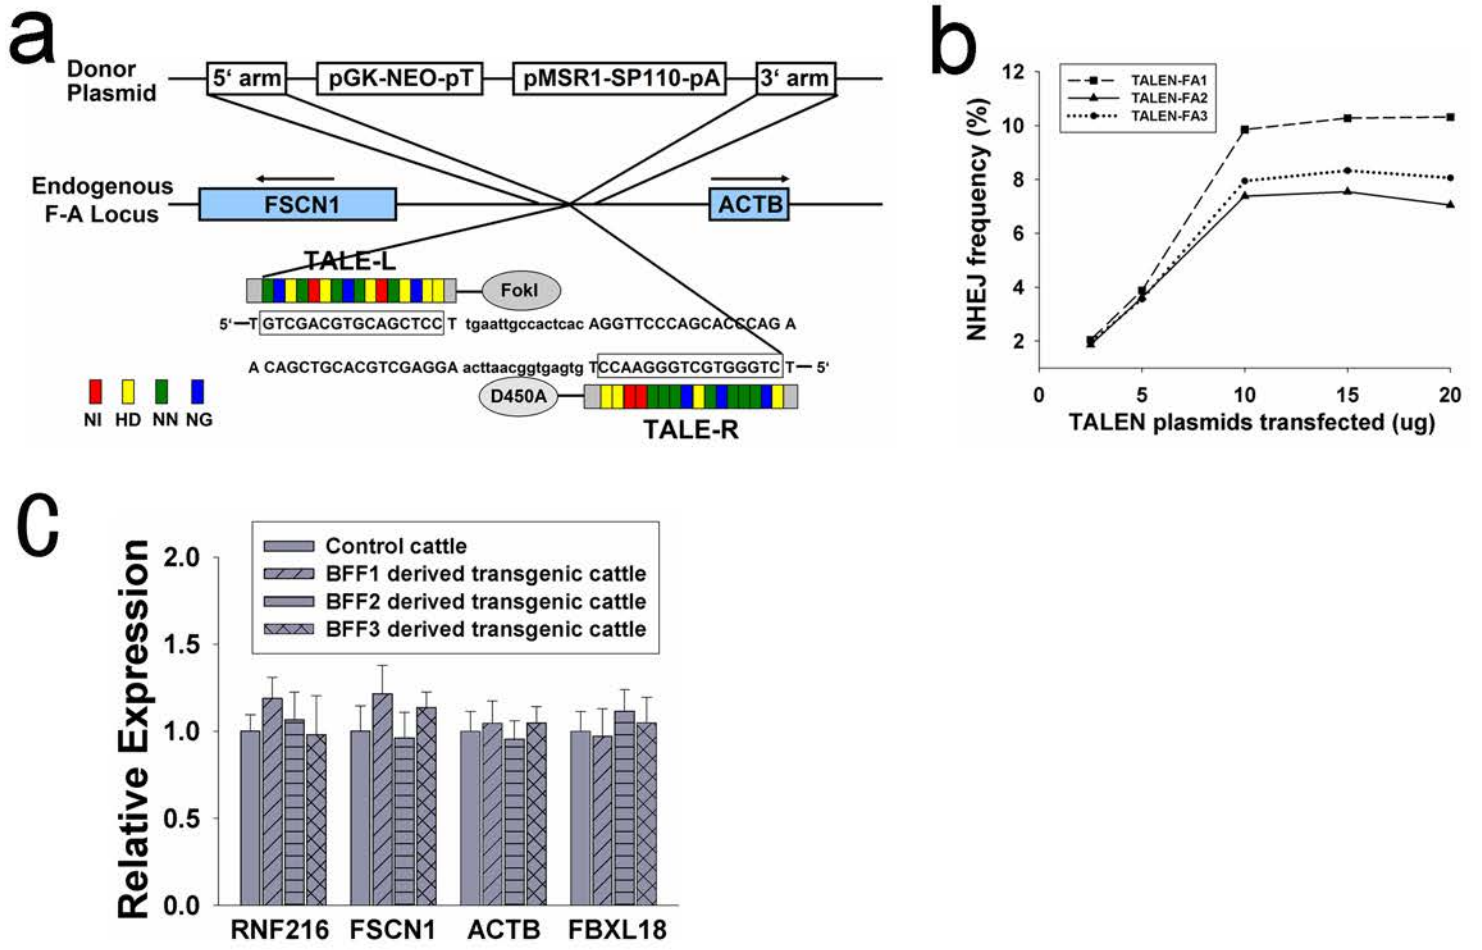 a
Donor
Plasmid
5‘ arm
pGK-NEO-pT
pMSR1-SP110-pA
3‘ arm
Endogenous
F-A Locus
FSCN1
ACTB
TALE-L
FokI
5‘ T GTCGACGTGCAGCTCC T tgaattgccactcac AGGTTCCCAGCACCCAG A
A CAGCTGCACGTCGAGGA acttaacggtgagtg TCCAAGGGTCGTGGGTC T 5‘
D450A
NI HD NN NG
TALE-R
b
NHEJ frequency (%)
12
10
8
6
4
2
TALEN-FA1
TALEN-FA2
TALEN-FA3
0 5 10 15 20
TALEN plasmids transfected (ug)
c
Relative Expression
2.0
1.5
1.0
0.5
0.0
Control cattle
BFF1 derived transgenic cattle
BFF2 derived transgenic cattle
BFF3 derived transgenic cattle
RNF216 FSCN1 ACTB FBXL18